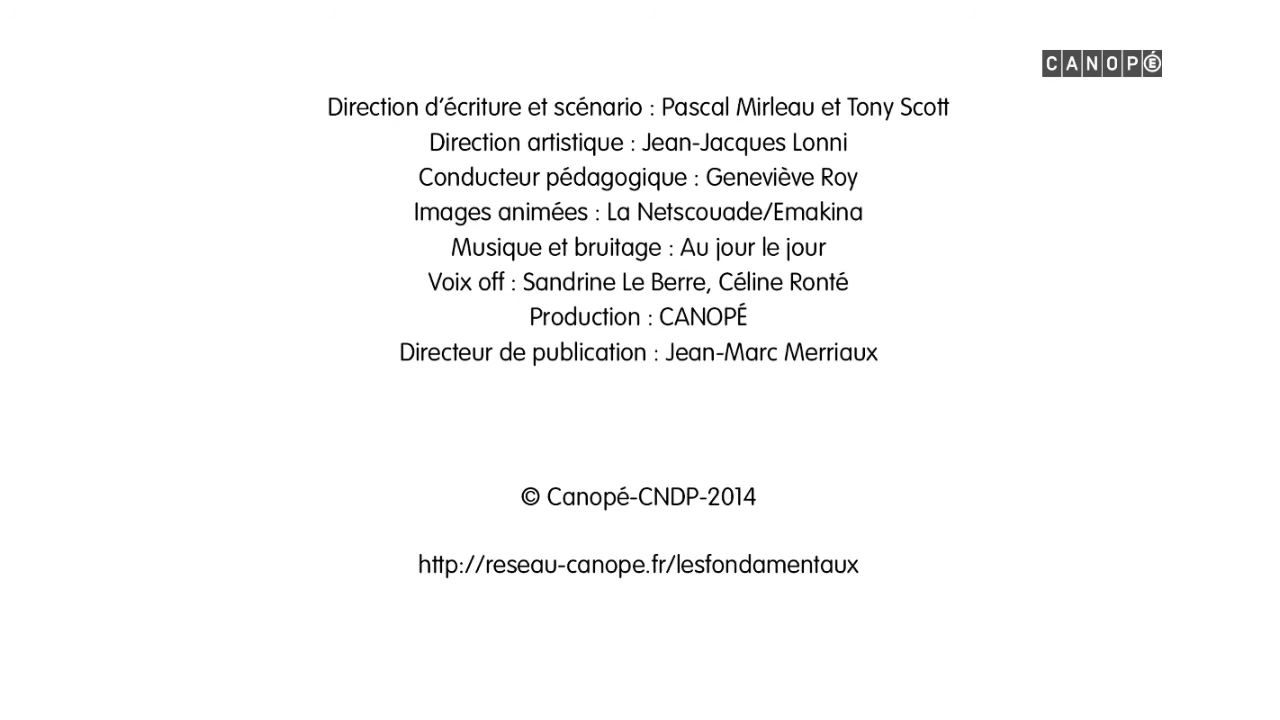 CANOPÉ
Direction d’écriture et scénario : Pascal Mirleau et Tony Scott
Direction artistique : Jean-Jacques Lonni
Conducteur pédagogique : Geneviève Roy
Images animées : La Netscouade/Emakina
Musique et bruitage : Au jour le jour
Voix off : Sandrine Le Berre, Céline Ronté
Production : CANOPÉ
Directeur de publication : Jean-Marc Merriaux
© Canopé-CNDP-2014
http://reseau-canope.fr/lesfondamentaux